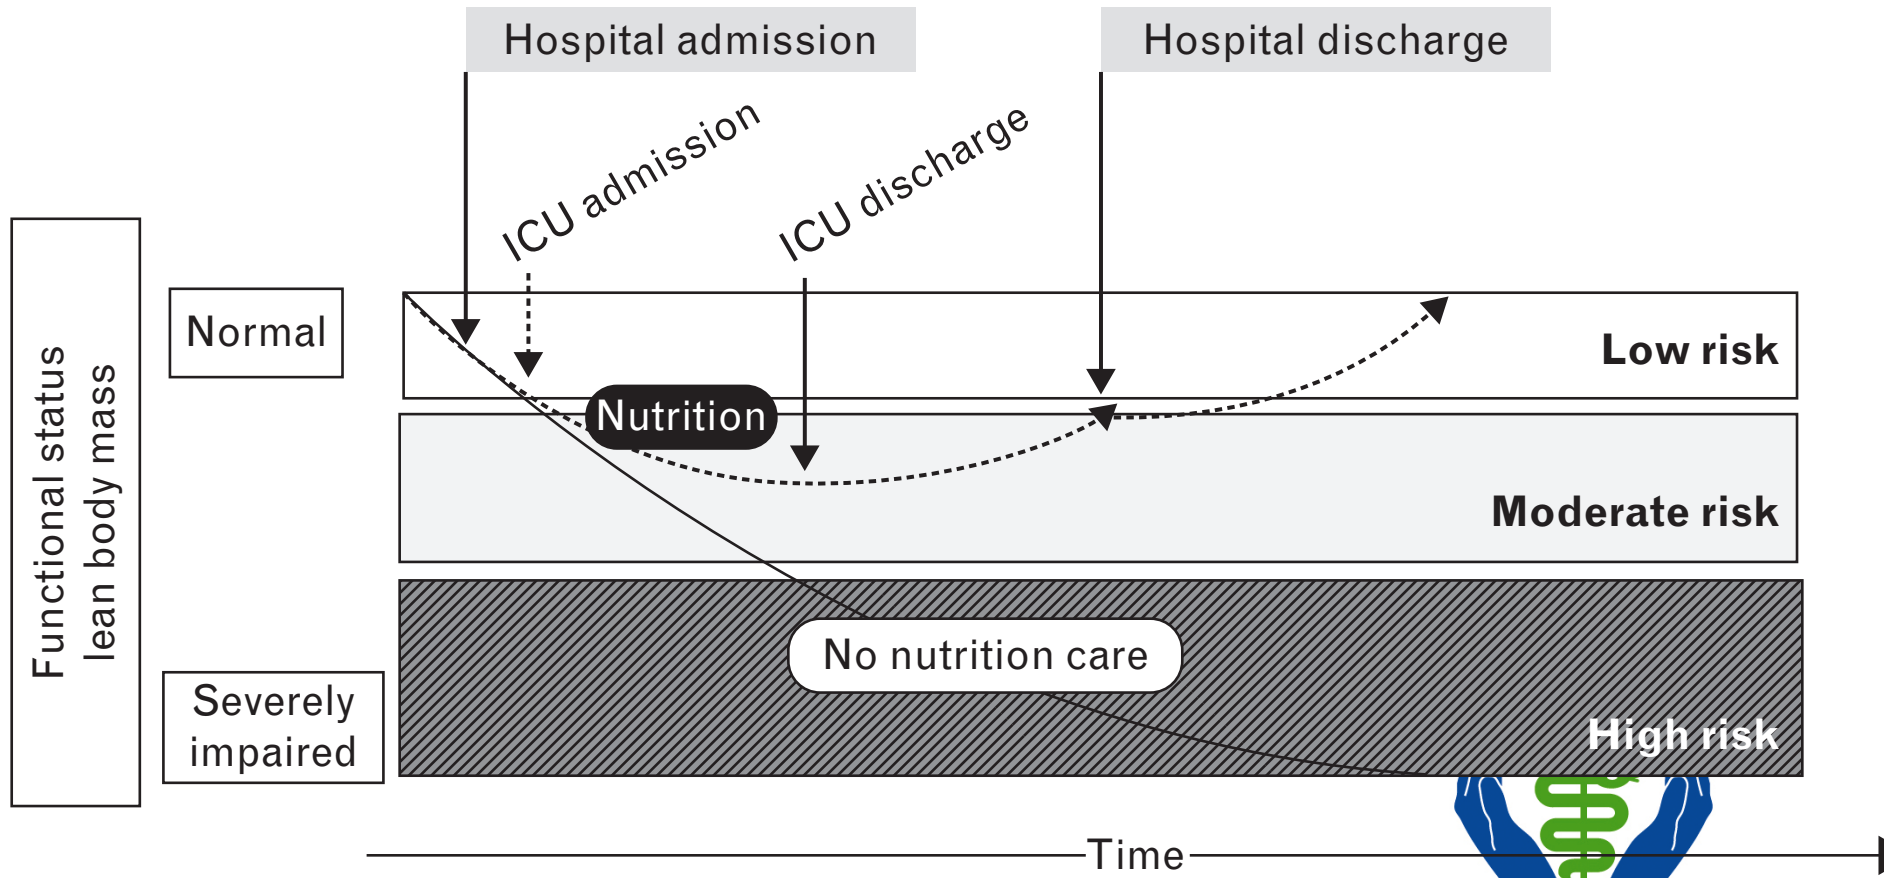 Hospital admission
Hospital discharge
ICU admission
ICU discharge
Functional status
lean body mass
Normal
Low risk
Nutrition
Moderate risk
No nutrition care
Severely
impaired
High risk
Time